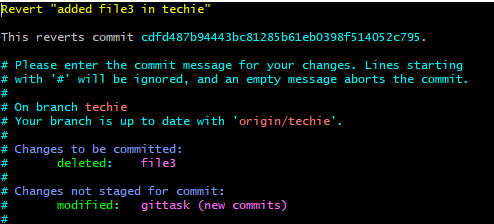 Revert "added file3 in techie"
This reverts commit cdfd487b94443bc81285b61eb0398f514052c795.
# Please enter the commit message for your changes. Lines starting
# with '#' will be ignored, and an empty message aborts the commit.
#
# On branch techie
# Your branch is up to date with 'origin/techie'.
#
# Changes to be committed:
#       deleted:    file3
#
# Changes not staged for commit:
#       modified:   gittask (new commits)
#